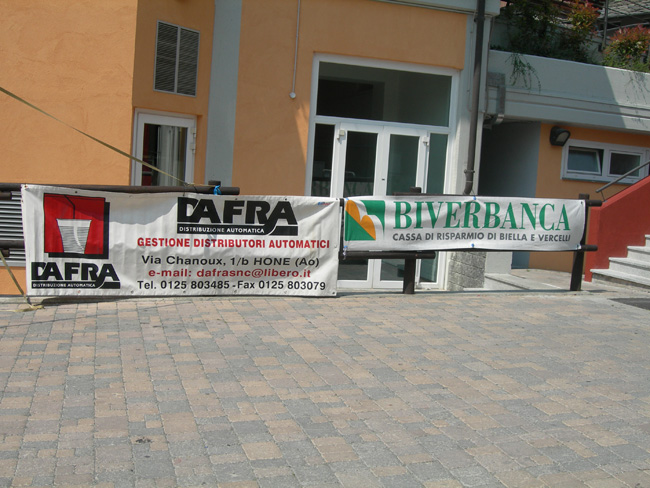 DAFRA
DISTRIBUZIONE AUTOMATICA
DAFRA
DISTRIBUZIONE AUTOMATICA
GESTIONE DISTRIBUTORI AUTOMATICI
Via Chanoux, 1/b HONE (Ao)
e-mail: dafrasnc@libero.it
Tel. 0125 803485 - Fax 0125 803079
BIVERBANCA
CASSA DI RISPARMIO DI BIELLA E VERCELLI